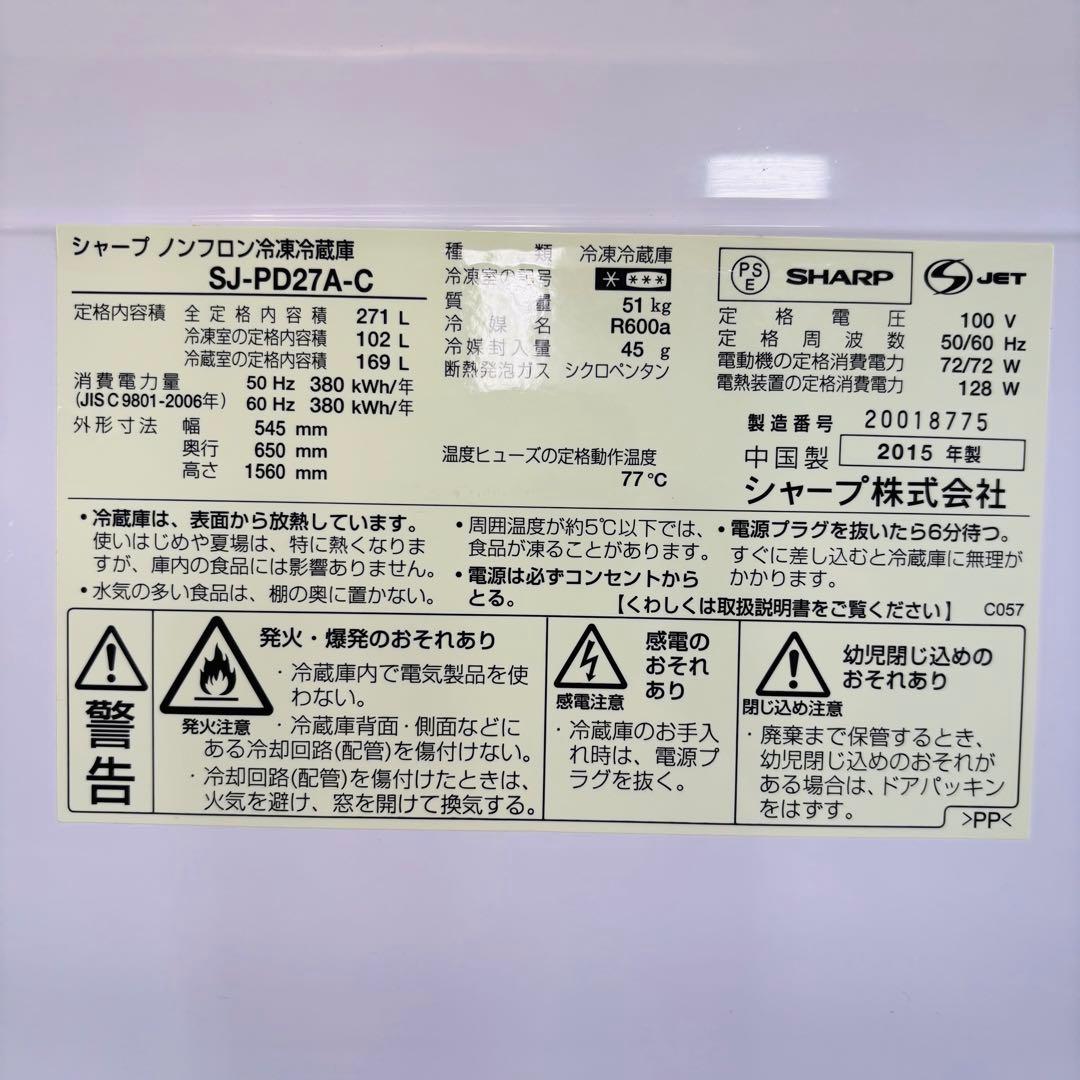 シャープ ノンフロン冷凍冷蔵庫
SJ-PD27A-C
定格内容積 全定格内容積 271 L
冷凍室の定格内容積 102 L
冷蔵室の定格内容積 169 L
消費電力量 50 Hz 380 kWh/年
(JIS C 9801-2006年) 60 Hz 380 kWh/年
外形寸法 幅 545 mm
奥行 650 mm
高さ 1560 mm
種類 冷凍冷蔵庫
冷凍室の記号 * ***
質量 51 kg
冷媒名 R600a
冷媒封入量 45 g
断熱発泡ガス シクロペンタン
温度ヒューズの定格動作温度
77℃
PSE SHARP JET
定格電圧 100 V
定格周波数 50/60 Hz
電動機の定格消費電力 72/72 W
電熱装置の定格消費電力 128 W
製造番号 20018775
中国製 2015 年製
シャープ株式会社
・冷蔵庫は、表面から放熱しています。
使いはじめや夏場は、特に熱くなりま
すが、庫内の食品には影響ありません。
・水気の多い食品は、棚の奥に置かない。
・周囲温度が約5℃以下では、
食品が凍ることがあります。
・電源は必ずコンセントから
とる。
・電源プラグを抜いたら6分待つ。
すぐに差し込むと冷蔵庫に無理が
かかります。
【くわしくは取扱説明書をご覧ください】 C057
警告
発火注意
発火・爆発のおそれあり
・冷蔵庫内で電気製品を使
わない。
・冷蔵庫背面・側面などに
ある冷却回路(配管)を傷付けない。
・冷却回路(配管)を傷付けたときは、
火気を避け、窓を開けて換気する。
感電注意
感電の
おそれ
あり
・冷蔵庫のお手入
れ時は、電源プ
ラグを抜く。
閉じ込め注意
幼児閉じ込めの
おそれあり
・廃棄まで保管するとき、
幼児閉じ込めのおそれが
ある場合は、ドアパッキン
をはずす。
>PP<